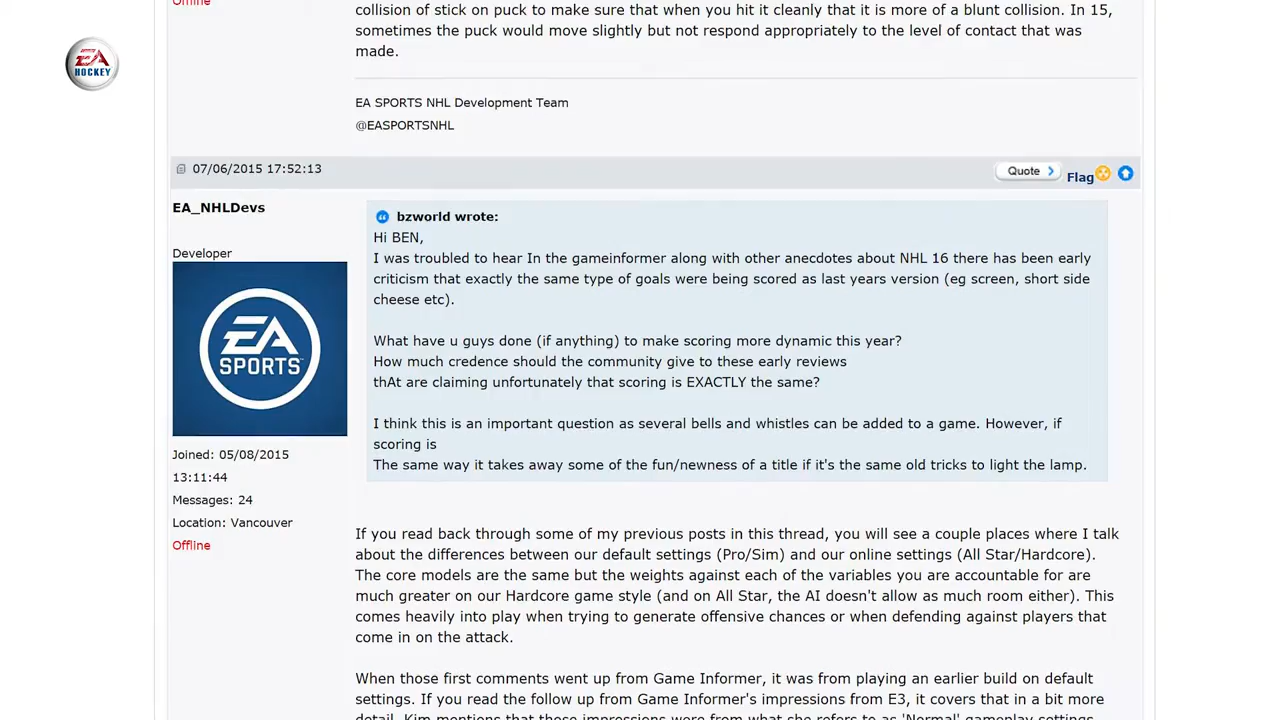 Offline
collision of stick on puck to make sure that when you hit it cleanly that it is more of a blunt collision. In 15,
sometimes the puck would move slightly but not respond appropriately to the level of contact that was
made.
EA
HOCKEY
EA SPORTS NHL Development Team
@EASPORTSNHL
07/06/2015 17:52:13
Quote
Flag
EA_NHLDevs
Developer
EA
SPORTS
Joined: 05/08/2015
13:11:44
Messages: 24
Location: Vancouver
Offline
bzworld wrote:
Hi BEN,
I was troubled to hear In the gameinformer along with other anecdotes about NHL 16 there has been early
criticism that exactly the same type of goals were being scored as last years version (eg screen, short side
cheese etc).
What have u guys done (if anything) to make scoring more dynamic this year?
How much credence should the community give to these early reviews
thAt are claiming unfortunately that scoring is EXACTLY the same?
I think this is an important question as several bells and whistles can be added to a game. However, if
scoring is
The same way it takes away some of the fun/newness of a title if it's the same old tricks to light the lamp.
If you read back through some of my previous posts in this thread, you will see a couple places where I talk
about the differences between our default settings (Pro/Sim) and our online settings (All Star/Hardcore).
The core models are the same but the weights against each of the variables you are accountable for are
much greater on our Hardcore game style (and on All Star, the AI doesn't allow as much room either). This
comes heavily into play when trying to generate offensive chances or when defending against players that
come in on the attack.
When those first comments went up from Game Informer, it was from playing an earlier build on default
settings. If you read the follow up from Game Informer's impressions from E3, it covers that in a bit more
detail. Kim mentions that those impressions were from what she refers to as 'Normal' gameplay settings